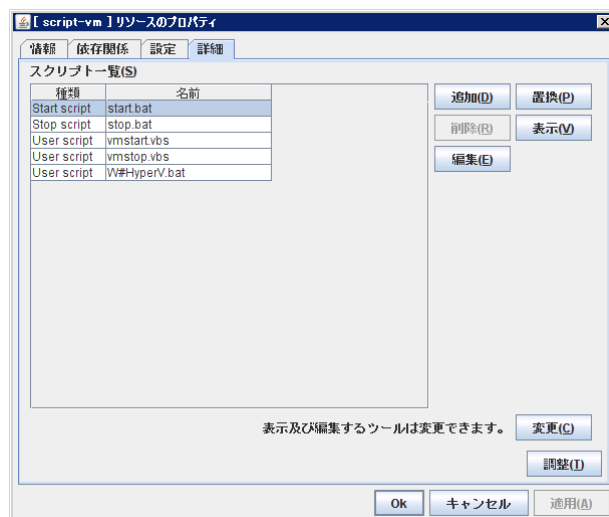 [ script-vm ] リソースのプロパティ
情報 依存関係 設定 詳細
スクリプト一覧(S)
種類 名前
Start script start.bat
Stop script stop.bat
User script vmstart.vbs
User script vmstop.vbs
User script W#HyperV.bat
追加(D) 置換(P)
削除(R) 表示(V)
編集(E)
表示及び編集するツールは変更できます。 変更(C)
調整(T)
Ok キャンセル 適用(A)